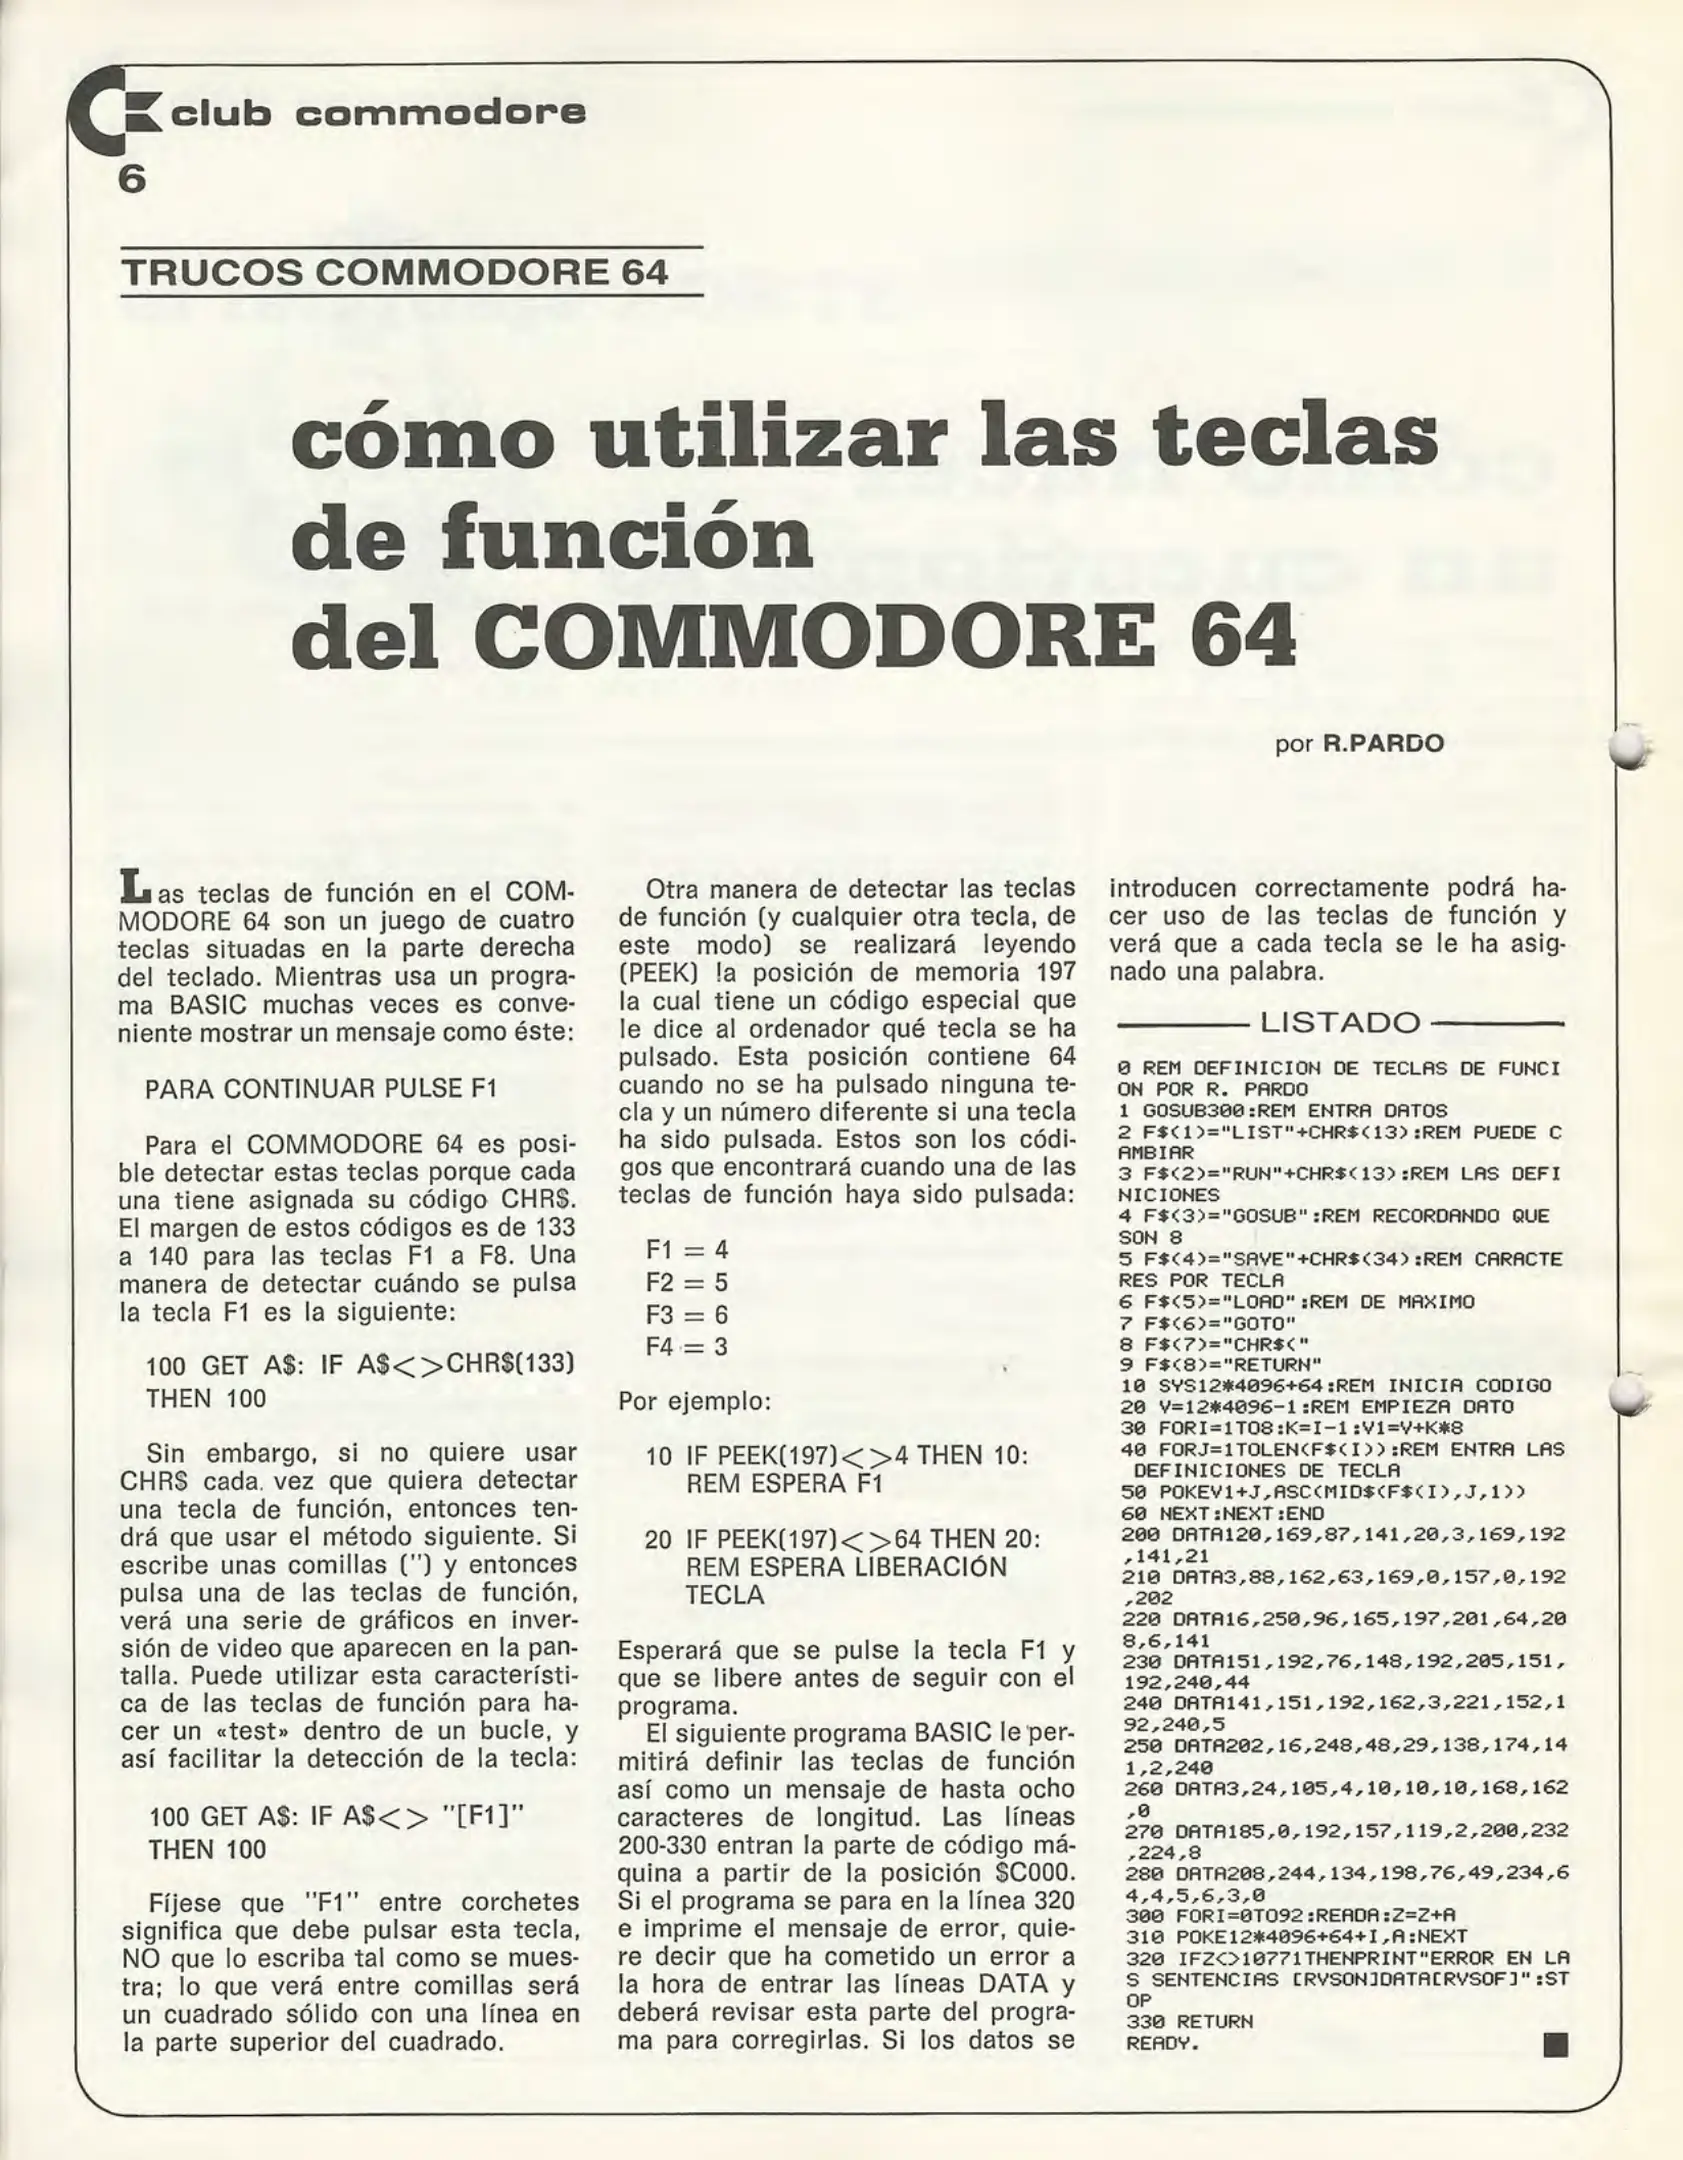 club commodore
6
TRUCOS COMMODORE 64
cómo utilizar las teclas
de función
del COMMODORE 64
por R.PARDO
Las teclas de función en el COM-
MODORE 64 son un juego de cuatro
teclas situadas en la parte derecha
del teclado. Mientras usa un progra-
ma BASIC muchas veces es conve-
niente mostrar un mensaje como éste:
PARA CONTINUAR PULSE F1
Para el COMMODORE 64 es posi-
ble detectar estas teclas porque cada
una tiene asignada su código CHR$.
El margen de estos códigos es de 133
a 140 para las teclas F1 a F8. Una
manera de detectar cuándo se pulsa
la tecla F1 es la siguiente:
100 GET A$: IF A$<>CHR$(133)
THEN 100
Sin embargo, si no quiere usar
CHR$ cada. vez que quiera detectar
una tecla de función, entonces ten-
drá que usar el método siguiente. Si
escribe unas comillas (") y entonces
pulsa una de las teclas de función,
verá una serie de gráficos en inver-
sión de video que aparecen en la pan-
talla. Puede utilizar esta característi-
ca de las teclas de función para ha-
cer un «test» dentro de un bucle, y
así facilitar la detección de la tecla:
100 GET A$: IF A$<> "[F1]"
THEN 100
Fíjese que "F1" entre corchetes
significa que debe pulsar esta tecla,
NO que lo escriba tal como se mues-
tra; lo que verá entre comillas será
un cuadrado sólido con una línea en
la parte superior del cuadrado.
Otra manera de detectar las teclas
de función (y cualquier otra tecla, de
este modo) se realizará leyendo
(PEEK) la posición de memoria 197
la cual tiene un código especial que
le dice al ordenador qué tecla se ha
pulsado. Esta posición contiene 64
cuando no se ha pulsado ninguna te-
cla y un número diferente si una tecla
ha sido pulsada. Estos son los códi-
gos que encontrará cuando una de las
teclas de función haya sido pulsada:
F1 = 4
F2 = 5
F3 = 6
F4 = 3
Por ejemplo:
10 IF PEEK(197)<>4 THEN 10:
REM ESPERA F1
20 IF PEEK(197)<>64 THEN 20:
REM ESPERA LIBERACIÓN
TECLA
Esperará que se pulse la tecla F1 y
que se libere antes de seguir con el
programa.
El siguiente programa BASIC le per-
mitirá definir las teclas de función
así como un mensaje de hasta ocho
caracteres de longitud. Las líneas
200-330 entran la parte de código má-
quina a partir de la posición $C000.
Si el programa se para en la línea 320
e imprime el mensaje de error, quie-
re decir que ha cometido un error a
la hora de entrar las líneas DATA y
deberá revisar esta parte del progra-
ma para corregirlas. Si los datos se
introducen correctamente podrá ha-
cer uso de las teclas de función y
verá que a cada tecla se le ha asig-
nado una palabra.
LISTADO
0 REM DEFINICION DE TECLAS DE FUNCI
ON POR R. PARDO
1 GOSUB300:REM ENTRA DATOS
2 F$(1)="LIST"+CHR$(13):REM PUEDE C
AMBIAR
3 F$(2)="RUN"+CHR$(13):REM LAS DEFI
NICIONES
4 F$(3)="GOSUB":REM RECORDANDO QUE
SON 8
5 F$(4)="SAVE"+CHR$(34):REM CARACTE
RES POR TECLA
6 F$(5)="LOAD":REM DE MAXIMO
7 F$(6)="GOTO"
8 F$(7)="CHR$("
9 F$(8)="RETURN"
10 SYS12*4096+64:REM INICIA CODIGO
20 V=12*4096-1:REM EMPIEZA DATO
30 FORI=1TO8:K=I-1:V1=V+K*8
40 FORJ=1TOLEN(F$(I)):REM ENTRA LAS
DEFINICIONES DE TECLA
50 POKEV1+J,ASC(MID$(F$(I),J,1))
60 NEXT:NEXT:END
200 DATA120,169,87,141,20,3,169,192
,141,21
210 DATA3,88,162,63,169,0,157,0,192
,202
220 DATA16,250,96,165,197,201,64,20
8,6,141
230 DATA151,192,76,148,192,205,151,
192,240,44
240 DATA141,151,192,162,3,221,152,1
92,240,5
250 DATA202,16,248,48,29,138,174,14
1,2,240
260 DATA3,24,105,4,10,10,10,168,162
,0
270 DATA185,0,192,157,119,2,200,232
,224,8
280 DATA208,244,134,198,76,49,234,6
4,4,5,6,3,0
300 FORI=0TO92:READA:Z=Z+A
310 POKE12*4096+64+I,A:NEXT
320 IFZ<>10771THENPRINT"ERROR EN LA
S SENTENCIAS [RVSON]DATA[RVSOF]":ST
OP
330 RETURN
READY.